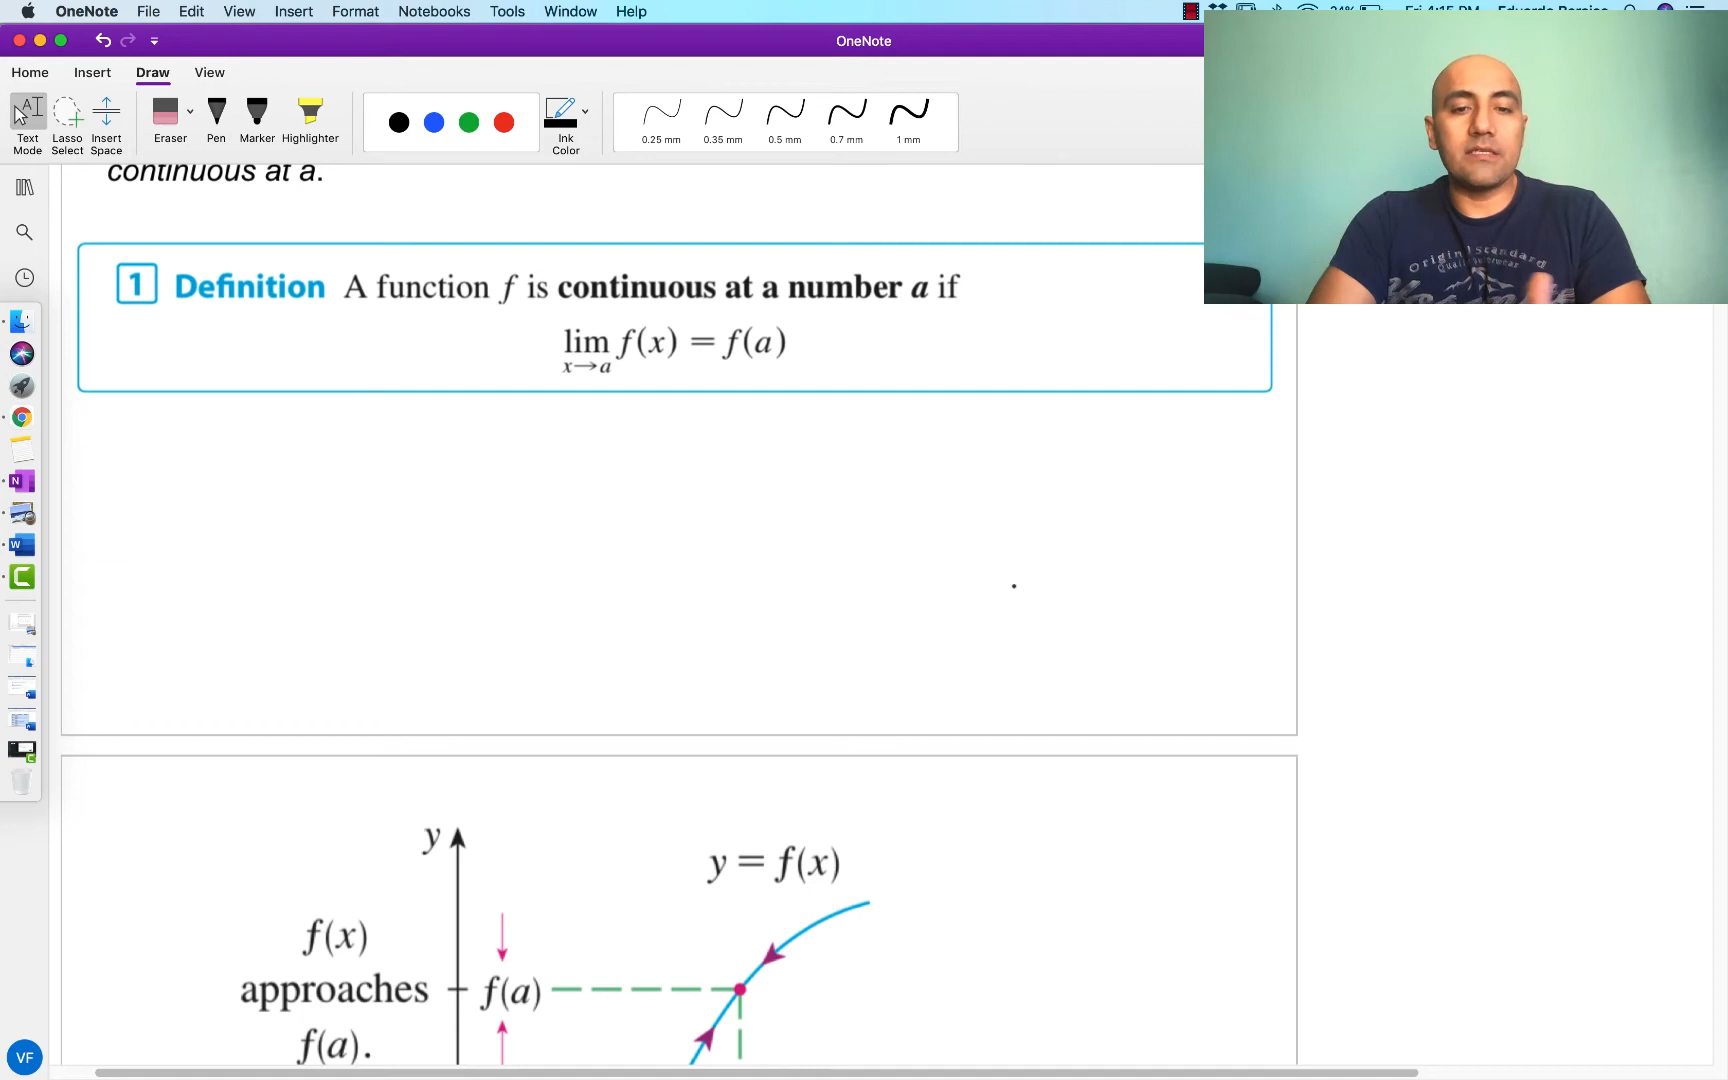 OneNote File Edit View Insert Format Notebooks Tools Window Help
OneNote
Home Insert Draw View
Text Mode
Lasso Select
Insert Space
Eraser
Pen
Marker
Highlighter
Ink Color
0.25 mm
0.35 mm
0.5 mm
0.7 mm
1 mm
continuous at a.
1 Definition A function f is continuous at a number a if
lim f(x) = f(a)
x→a
y
y = f(x)
f(x)
approaches f(a)
f(a).
Original Standard
VF